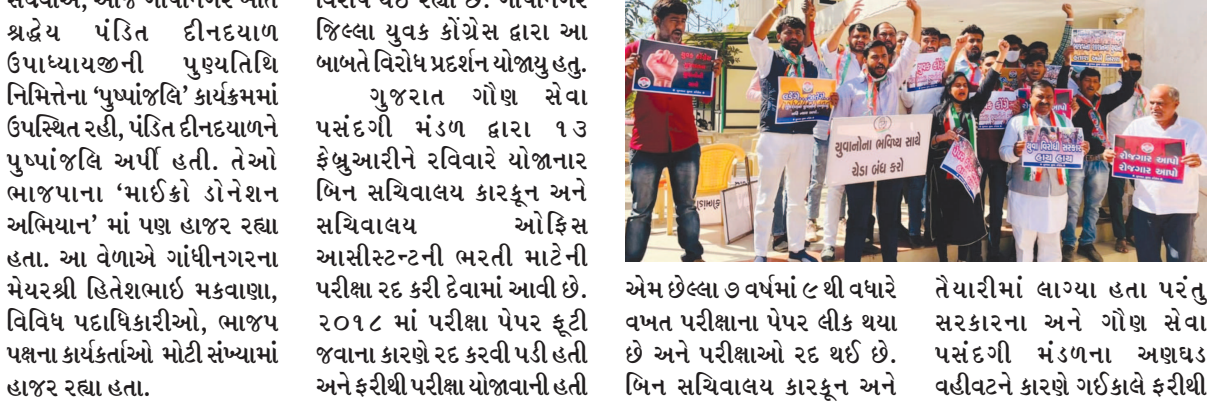 શ્રદ્ધેય પંડિત દીનદયાળ
ઉપાધ્યાયજીની પુણ્યતિથિ
નિમિત્તેના ‘પુષ્પાંજલિ’ કાર્યક્રમમાં
ઉપસ્થિત રહી, પંડિત દીનદયાળને
પુષ્પાંજલિ અર્પી હતી. તેઓ
ભાજપાના ‘માઈક્રો ડોનેશન
અભિયાન’ માં પણ હાજર રહ્યા
હતા. આ વેળાએ ગાંધીનગરના
મેયરશ્રી હિતેશભાઈ મકવાણા,
વિવિધ પદાધિકારીઓ, ભાજપ
પક્ષના કાર્યકર્તાઓ મોટી સંખ્યામાં
હાજર રહ્યા હતા.
જિલ્લા યુવક કોંગ્રેસ દ્વારા આ
બાબતે વિરોધ પ્રદર્શન યોજાયુ હતુ.
ગુજરાત ગૌણ સેવા
પસંદગી મંડળ દ્વારા ૧૩
ફેબ્રુઆરીને રવિવારે યોજાનાર
બિન સચિવાલય કારકૂન અને
સચિવાલય ઓફિસ
આસીસ્ટન્ટની ભરતી માટેની
પરીક્ષા રદ કરી દેવામાં આવી છે.
૨૦૧૮ માં પરીક્ષા પેપર ફૂટી
જવાના કારણે રદ કરવી પડી હતી
અને ફરીથી પરીક્ષા યોજાવાની હતી
યુવાનોના ભવિષ્ય સાથે
ચેડા બંધ કરો
યુવા વિરોધી સરકાર
હાય હાય
રોજગાર આપો
રોજગાર આપો
એમ છેલ્લા ૭ વર્ષમાં ૯ થી વધારે
વખત પરીક્ષાના પેપર લીક થયા
છે અને પરીક્ષાઓ રદ થઈ છે.
બિન સચિવાલય કારકૂન અને
તૈયારીમાં લાગ્યા હતા પરંતુ
સરકારના અને ગૌણ સેવા
પસંદગી મંડળના અણઘડ
વહીવટને કારણે ગઈકાલે ફરીથી